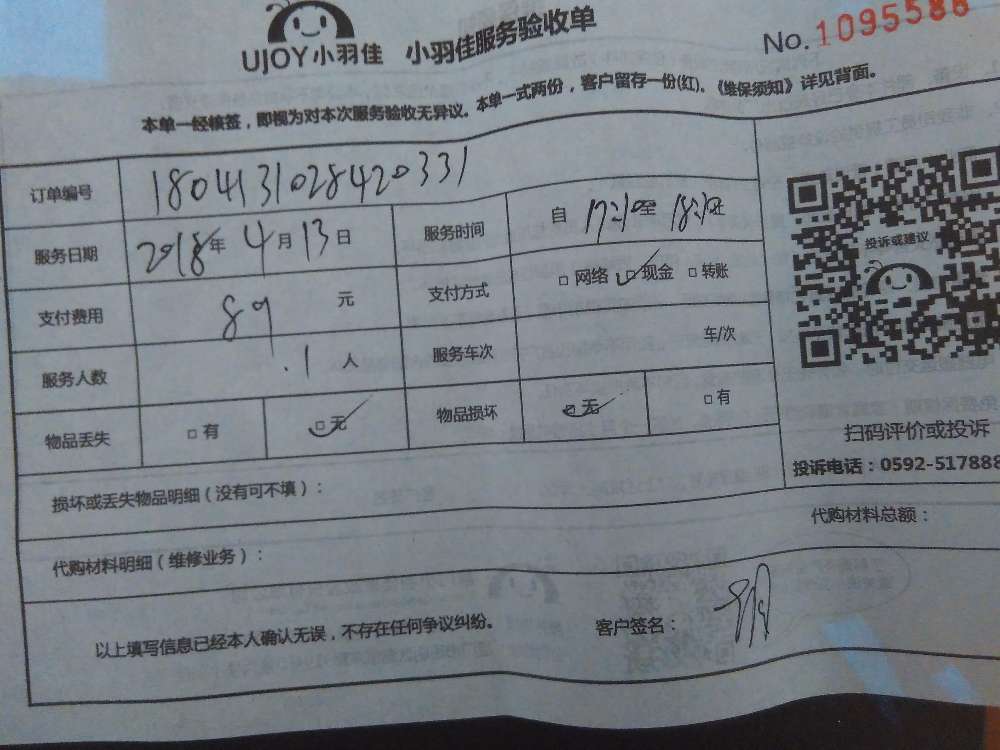 UJOY小羽佳 小羽佳服务验收单
No. 1095588
本单一经核签，即视为对本次服务验收无异议。本单一式两份，客户留存一份(红)。《维保须知》详见背面。
订单编号 180413102842033​1
服务日期 2018年4月13日 服务时间 自 17:10至 18:10止
支付费用 89 元 支付方式 □ 网络 □ 现金 □ 转账
服务人数 1 人 服务车次 车/次
物品丢失 □ 有 □ 无 物品损坏 □ 无 □ 有
投诉或建议
扫码评价或投诉
投诉电话：0592-517888
损坏或丢失物品明细（没有可不填）：
代购材料明细（维修业务）： 代购材料总额：
以上填写信息已经本人确认无误，不存在任何争议纠纷。 客户签名：